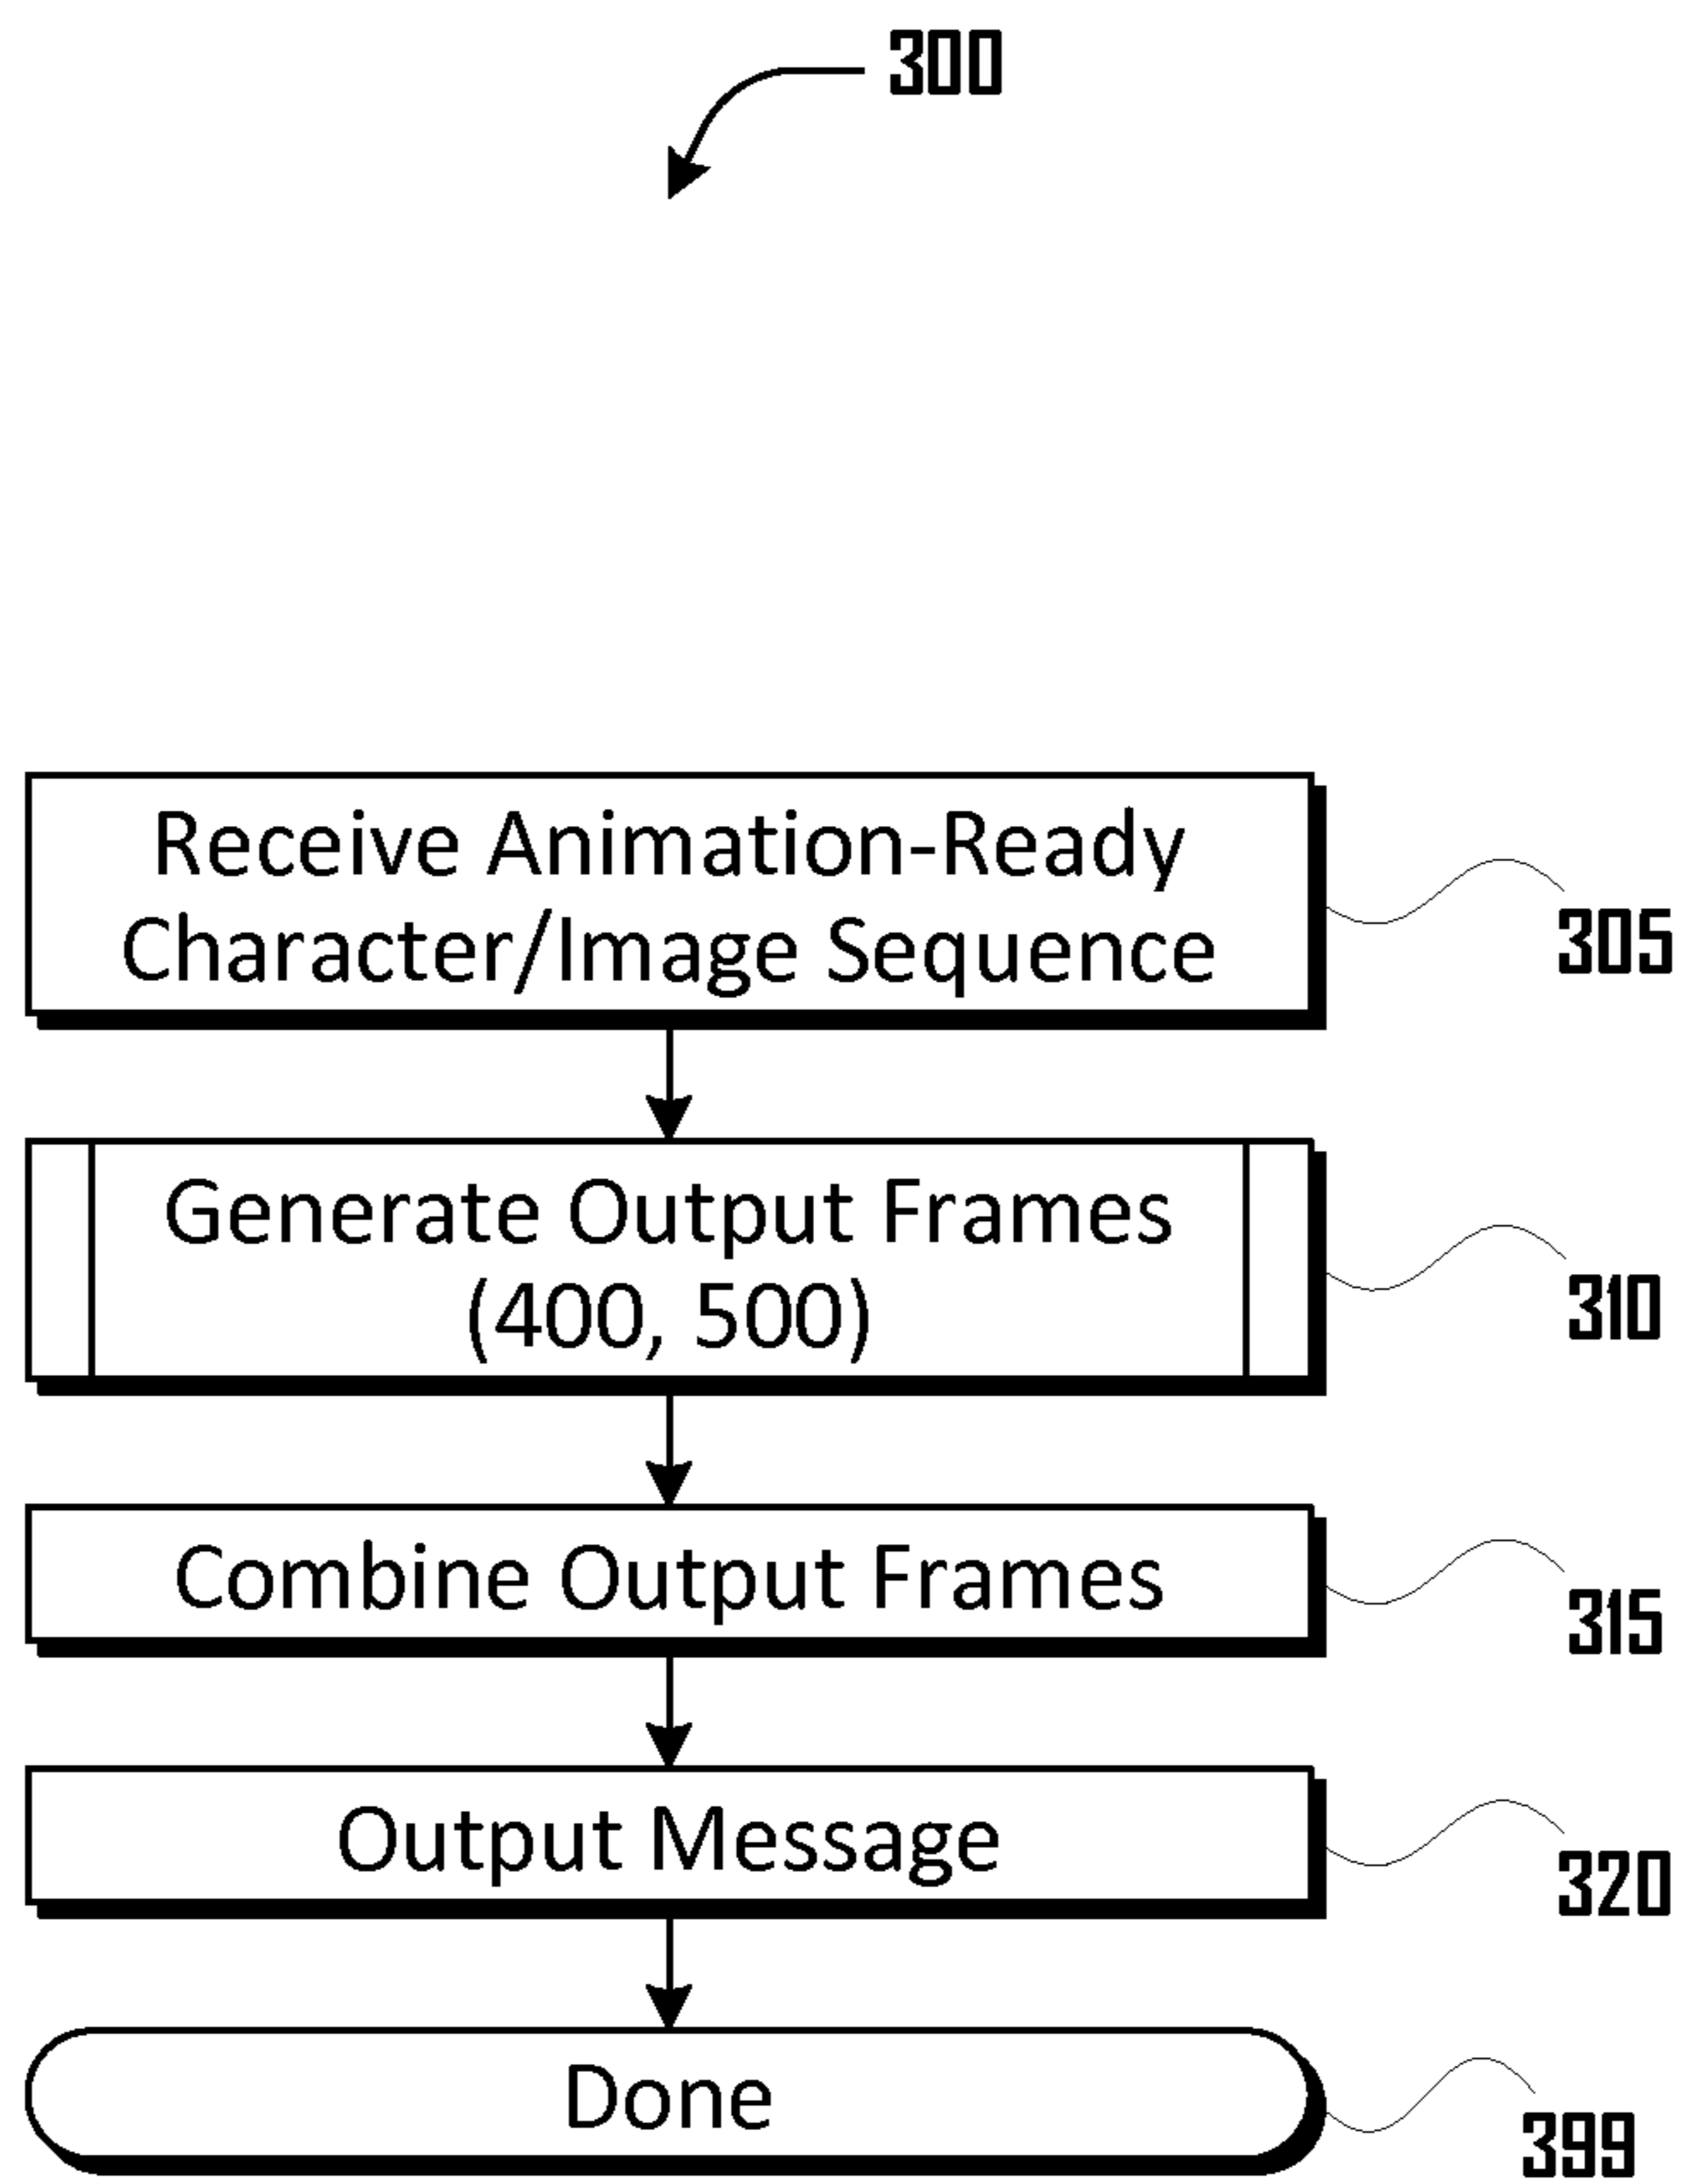 300
Receive Animation-Ready
Character/Image Sequence
305
Generate Output Frames
(400, 500)
310
Combine Output Frames
315
Output Message
320
Done
399